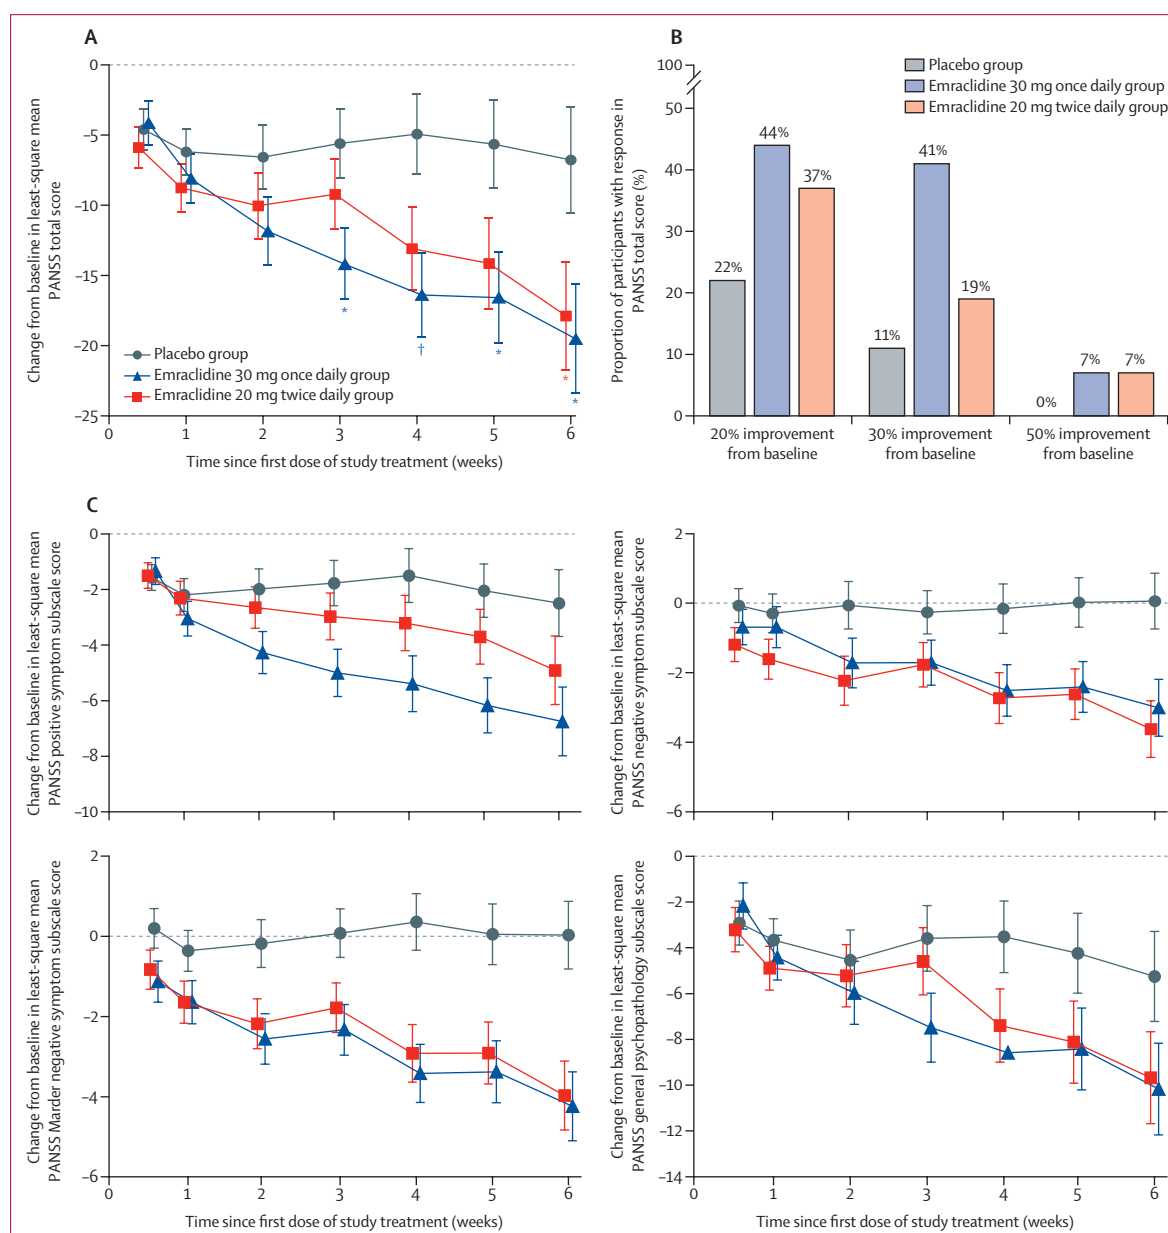 A
Change from baseline in least-square mean
PANSS total score
0
–5
–10
–15
–20
–25
Placebo group
Emraclidine 30 mg once daily group
Emraclidine 20 mg twice daily group
*
†
*
*
*
0
1
2
3
4
5
6
Time since first dose of study treatment (weeks)
B
Proportion of participants with response in
PANSS total score (%)
100
50
40
30
20
10
0
Placebo group
Emraclidine 30 mg once daily group
Emraclidine 20 mg twice daily group
22%
44%
37%
11%
41%
19%
0%
7%
7%
20% improvement
from baseline
30% improvement
from baseline
50% improvement
from baseline
C
Change from baseline in least-square mean
PANSS positive symptom subscale score
0
–2
–4
–6
–8
–10
Change from baseline in least-square mean
PANSS negative symptom subscale score
2
0
–2
–4
–6
Change from baseline in least-square mean
PANSS Marder negative symptom subscale score
2
0
–2
–4
–6
0
1
2
3
4
5
6
Time since first dose of study treatment (weeks)
Change from baseline in least-square mean
PANSS general psychopathology subscale score
0
–2
–4
–6
–8
–10
–12
–14
0
1
2
3
4
5
6
Time since first dose of study treatment (weeks)